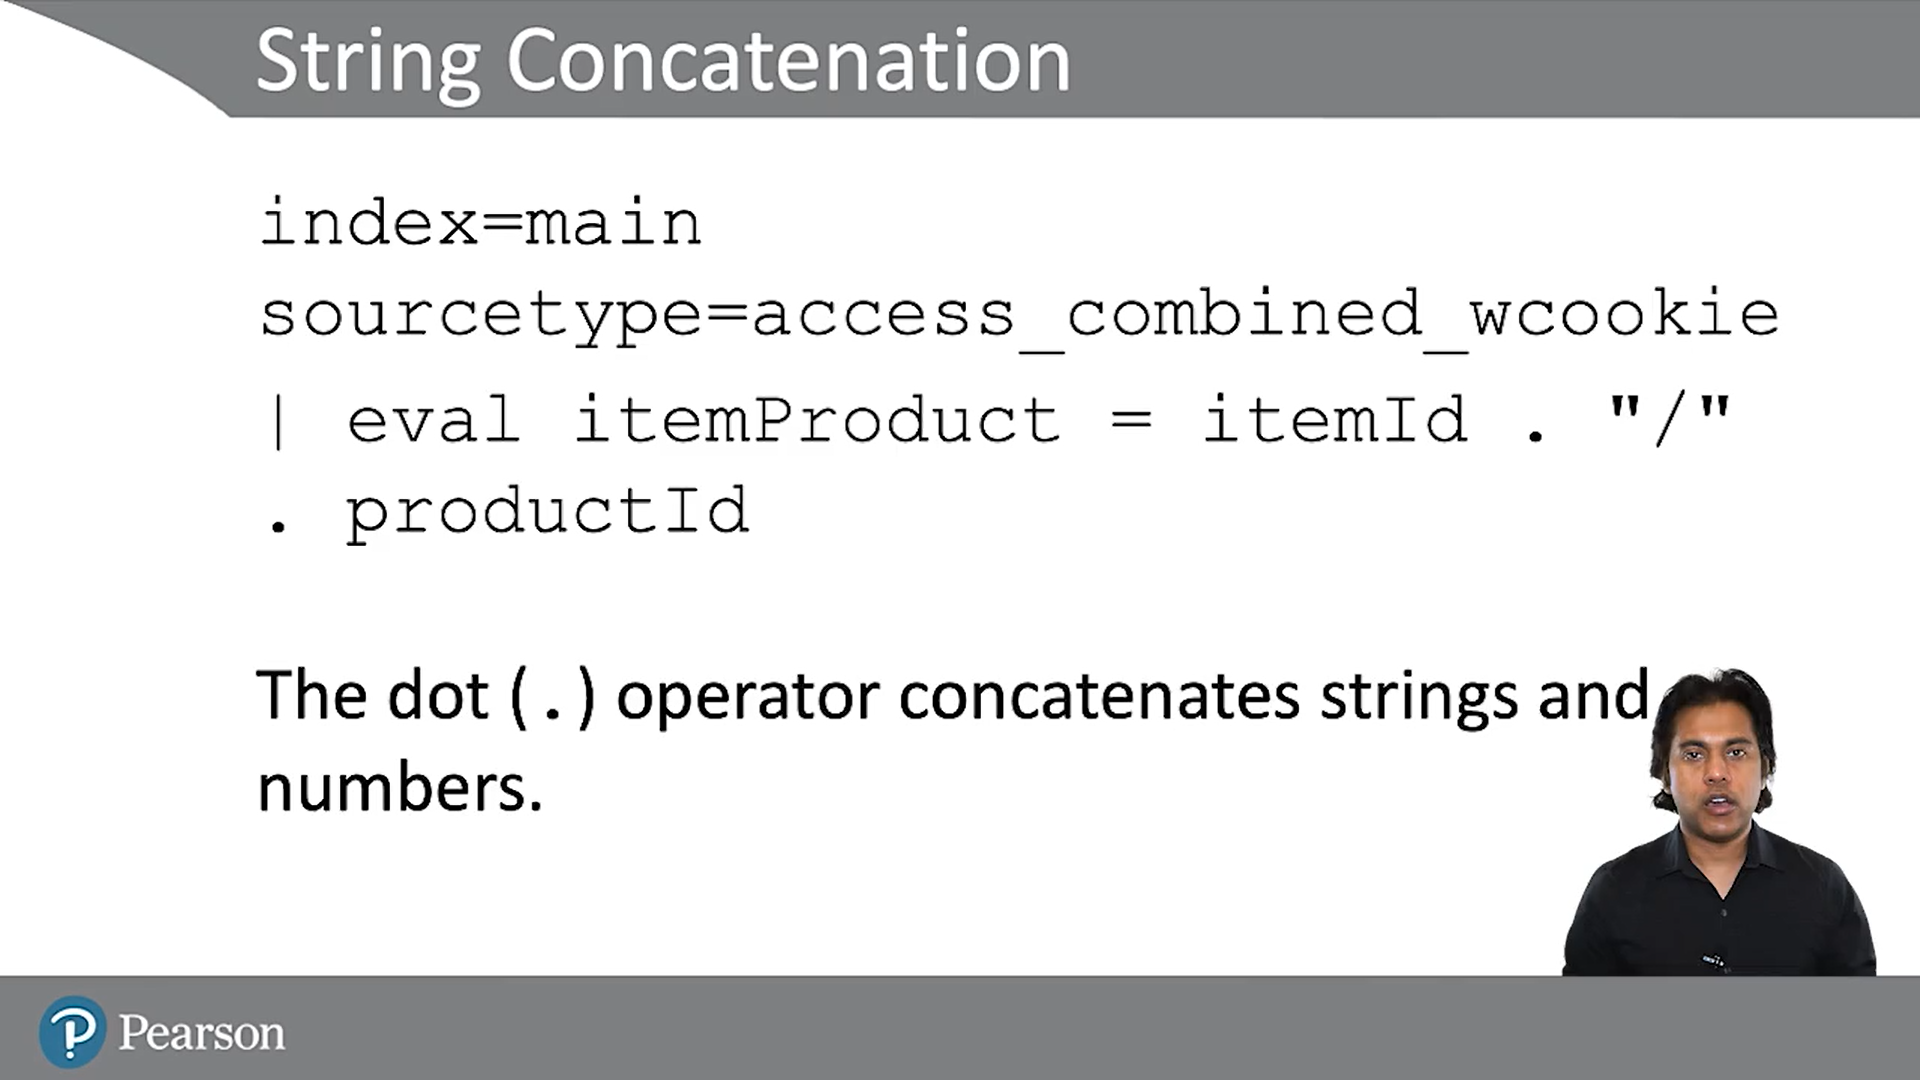 String Concatenation
index=main
sourcetype=access_combined_wcookie
| eval itemProduct = itemId . "/"
. productId
The dot (.) operator concatenates strings and
numbers.
Pearson